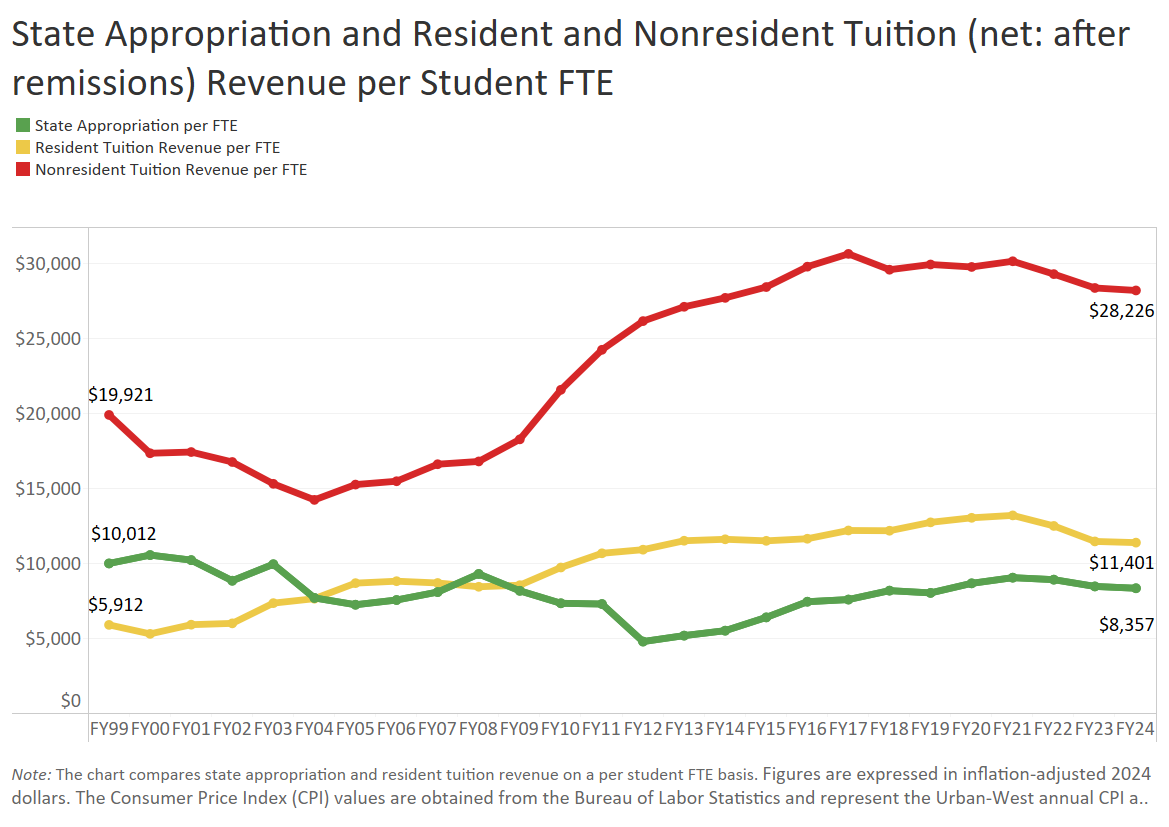 State Appropriation and Resident and Nonresident Tuition (net: after
remissions) Revenue per Student FTE
State Appropriation per FTE
Resident Tuition Revenue per FTE
Nonresident Tuition Revenue per FTE
$30,000
$25,000
$20,000
$15,000
$10,000
$5,000
$0
$19,921
$10,012
$5,912
$28,226
$11,401
$8,357
FY99 FY00 FY01 FY02 FY03 FY04 FY05 FY06 FY07 FY08 FY09 FY10 FY11 FY12 FY13 FY14 FY15 FY16 FY17 FY18 FY19 FY20 FY21 FY22 FY23 FY24
Note: The chart compares state appropriation and resident tuition revenue on a per student FTE basis. Figures are expressed in inflation-adjusted 2024
dollars. The Consumer Price Index (CPI) values are obtained from the Bureau of Labor Statistics and represent the Urban-West annual CPI a..